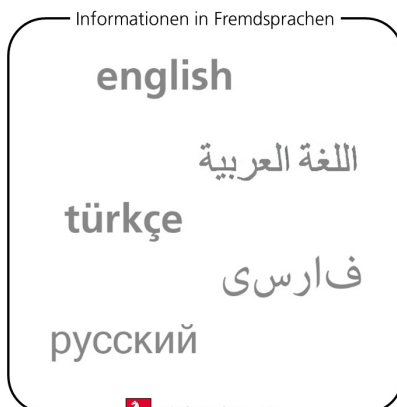 Informationen in Fremdsprachen
english
اللغة العربية
türkçe
فارسی
русский